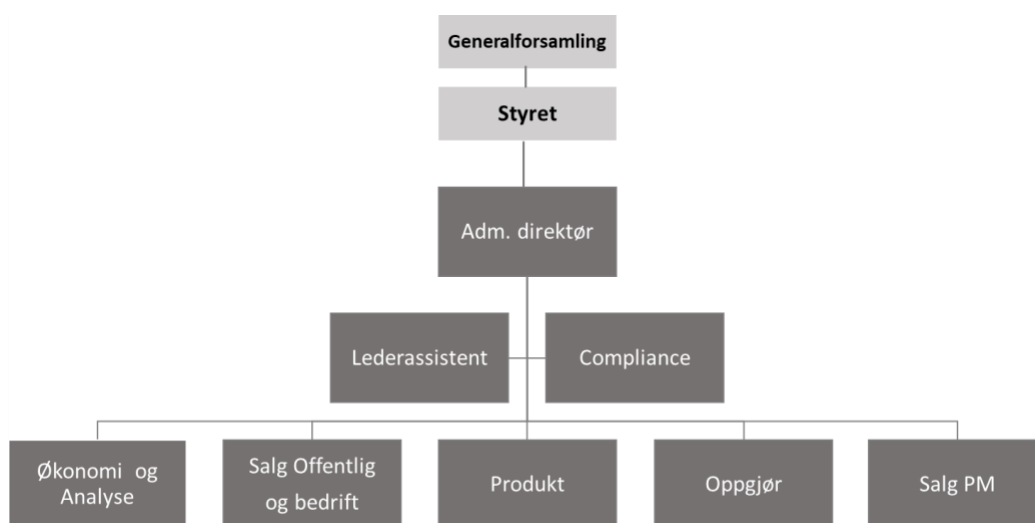 Generalforsamling
Styret
Adm. direktør
Lederassistent
Compliance
Økonomi og
Analyse
Salg Offentlig
og bedrift
Produkt
Oppgjør
Salg PM